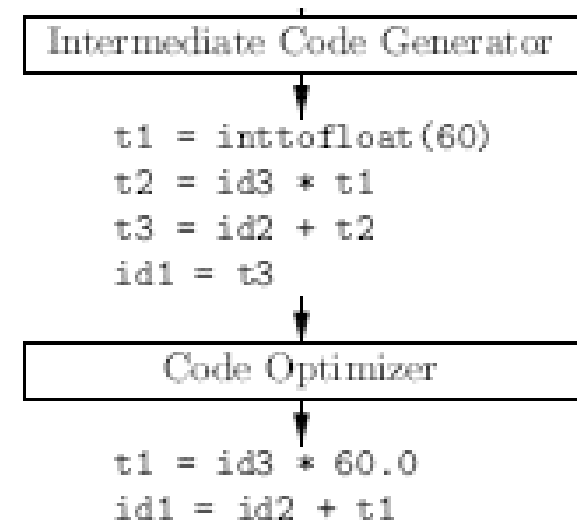 Intermediate Code Generator
t1 = inttofloat(60)
t2 = id3 * t1
t3 = id2 + t2
id1 = t3
Code Optimizer
t1 = id3 * 60.0
id1 = id2 + t1